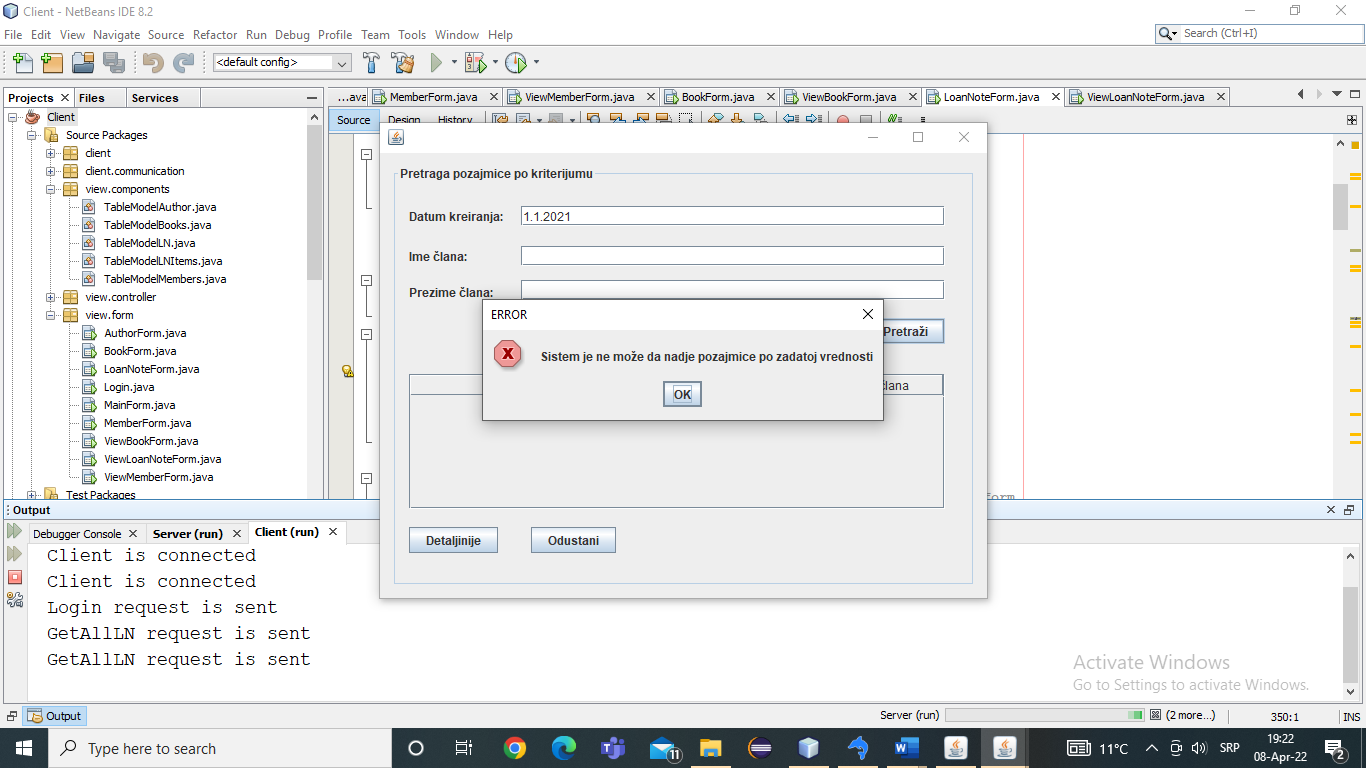 Client - NetBeans IDE 8.2
File Edit View Navigate Source Refactor Run Debug Profile Team Tools Window Help
Search (Ctrl+I)
<default config>
Projects Files Services
...ava MemberForm.java ViewMemberForm.java BookForm.java ViewBookForm.java LoanNoteForm.java ViewLoanNoteForm.java
Source Design History
Client
Source Packages
client
client.communication
view.components
TableModelAuthor.java
TableModelBooks.java
TableModelLN.java
TableModelLNItems.java
TableModelMembers.java
view.controller
view.form
AuthorForm.java
BookForm.java
LoanNoteForm.java
Login.java
MainForm.java
MemberForm.java
ViewBookForm.java
ViewLoanNoteForm.java
ViewMemberForm.java
Test Packages
Pretraga pozajmice po kriterijumu
Datum kreiranja: 1.1.2021
Ime člana:
Prezime člana:
Pretraži
ERROR
Sistem je ne može da nadje pozajmice po zadatoj vrednosti
OK
člana
Detaljinije Odustani
Output
Debugger Console Server (run) Client (run)
Client is connected
Client is connected
Login request is sent
GetAllLN request is sent
GetAllLN request is sent
Activate Windows
Go to Settings to activate Windows.
Output
Server (run) (2 more...) 350:1 INS
Type here to search
11
11°C
SRP
19:22
08-Apr-22
2